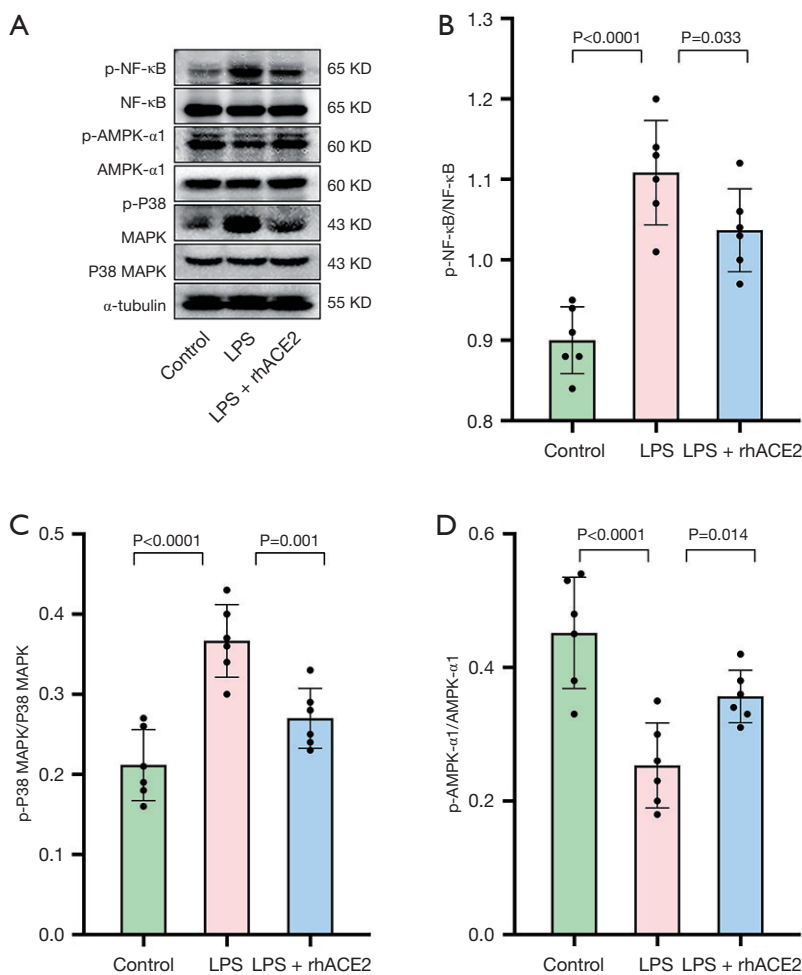 A
p-NF-κB
65 KD
NF-κB
65 KD
p-AMPK-α1
60 KD
AMPK-α1
60 KD
p-P38
MAPK
43 KD
P38 MAPK
43 KD
α-tubulin
55 KD
Control
LPS
LPS + rhACE2
B
P<0.0001
P=0.033
1.3
1.2
1.1
1.0
0.9
0.8
p-NF-κB/NF-κB
Control
LPS
LPS + rhACE2
C
P<0.0001
P=0.001
0.5
0.4
0.3
0.2
0.1
0.0
p-P38 MAPK/P38 MAPK
Control
LPS
LPS + rhACE2
D
P<0.0001
P=0.014
0.6
0.4
0.2
0.0
p-AMPK-α1/AMPK-α1
Control
LPS
LPS + rhACE2